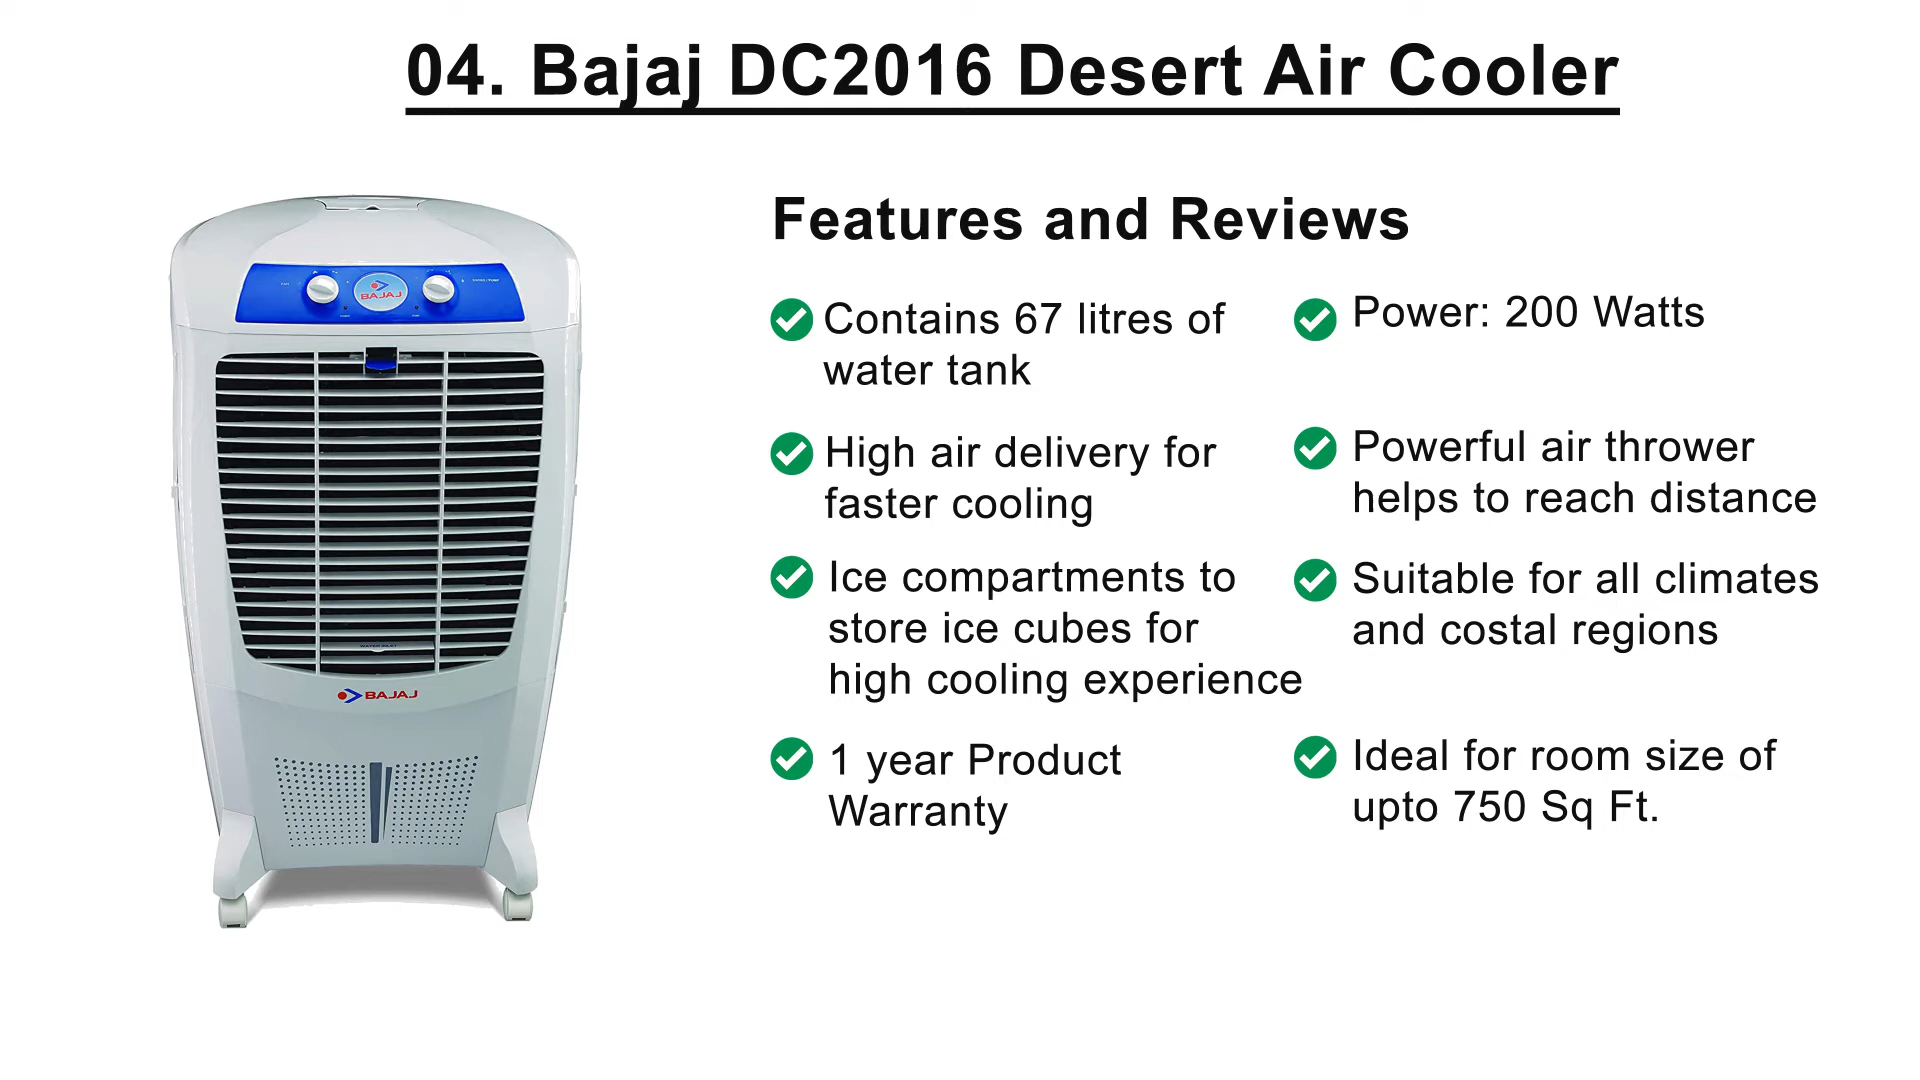 04. Bajaj DC2016 Desert Air Cooler
Features and Reviews
Contains 67 litres of
water tank
High air delivery for
faster cooling
Ice compartments to
store ice cubes for
high cooling experience
1 year Product
Warranty
Power: 200 Watts
Powerful air thrower
helps to reach distance
Suitable for all climates
and costal regions
Ideal for room size of
upto 750 Sq Ft.
BAJAJ
WATER INLET
BAJAJ